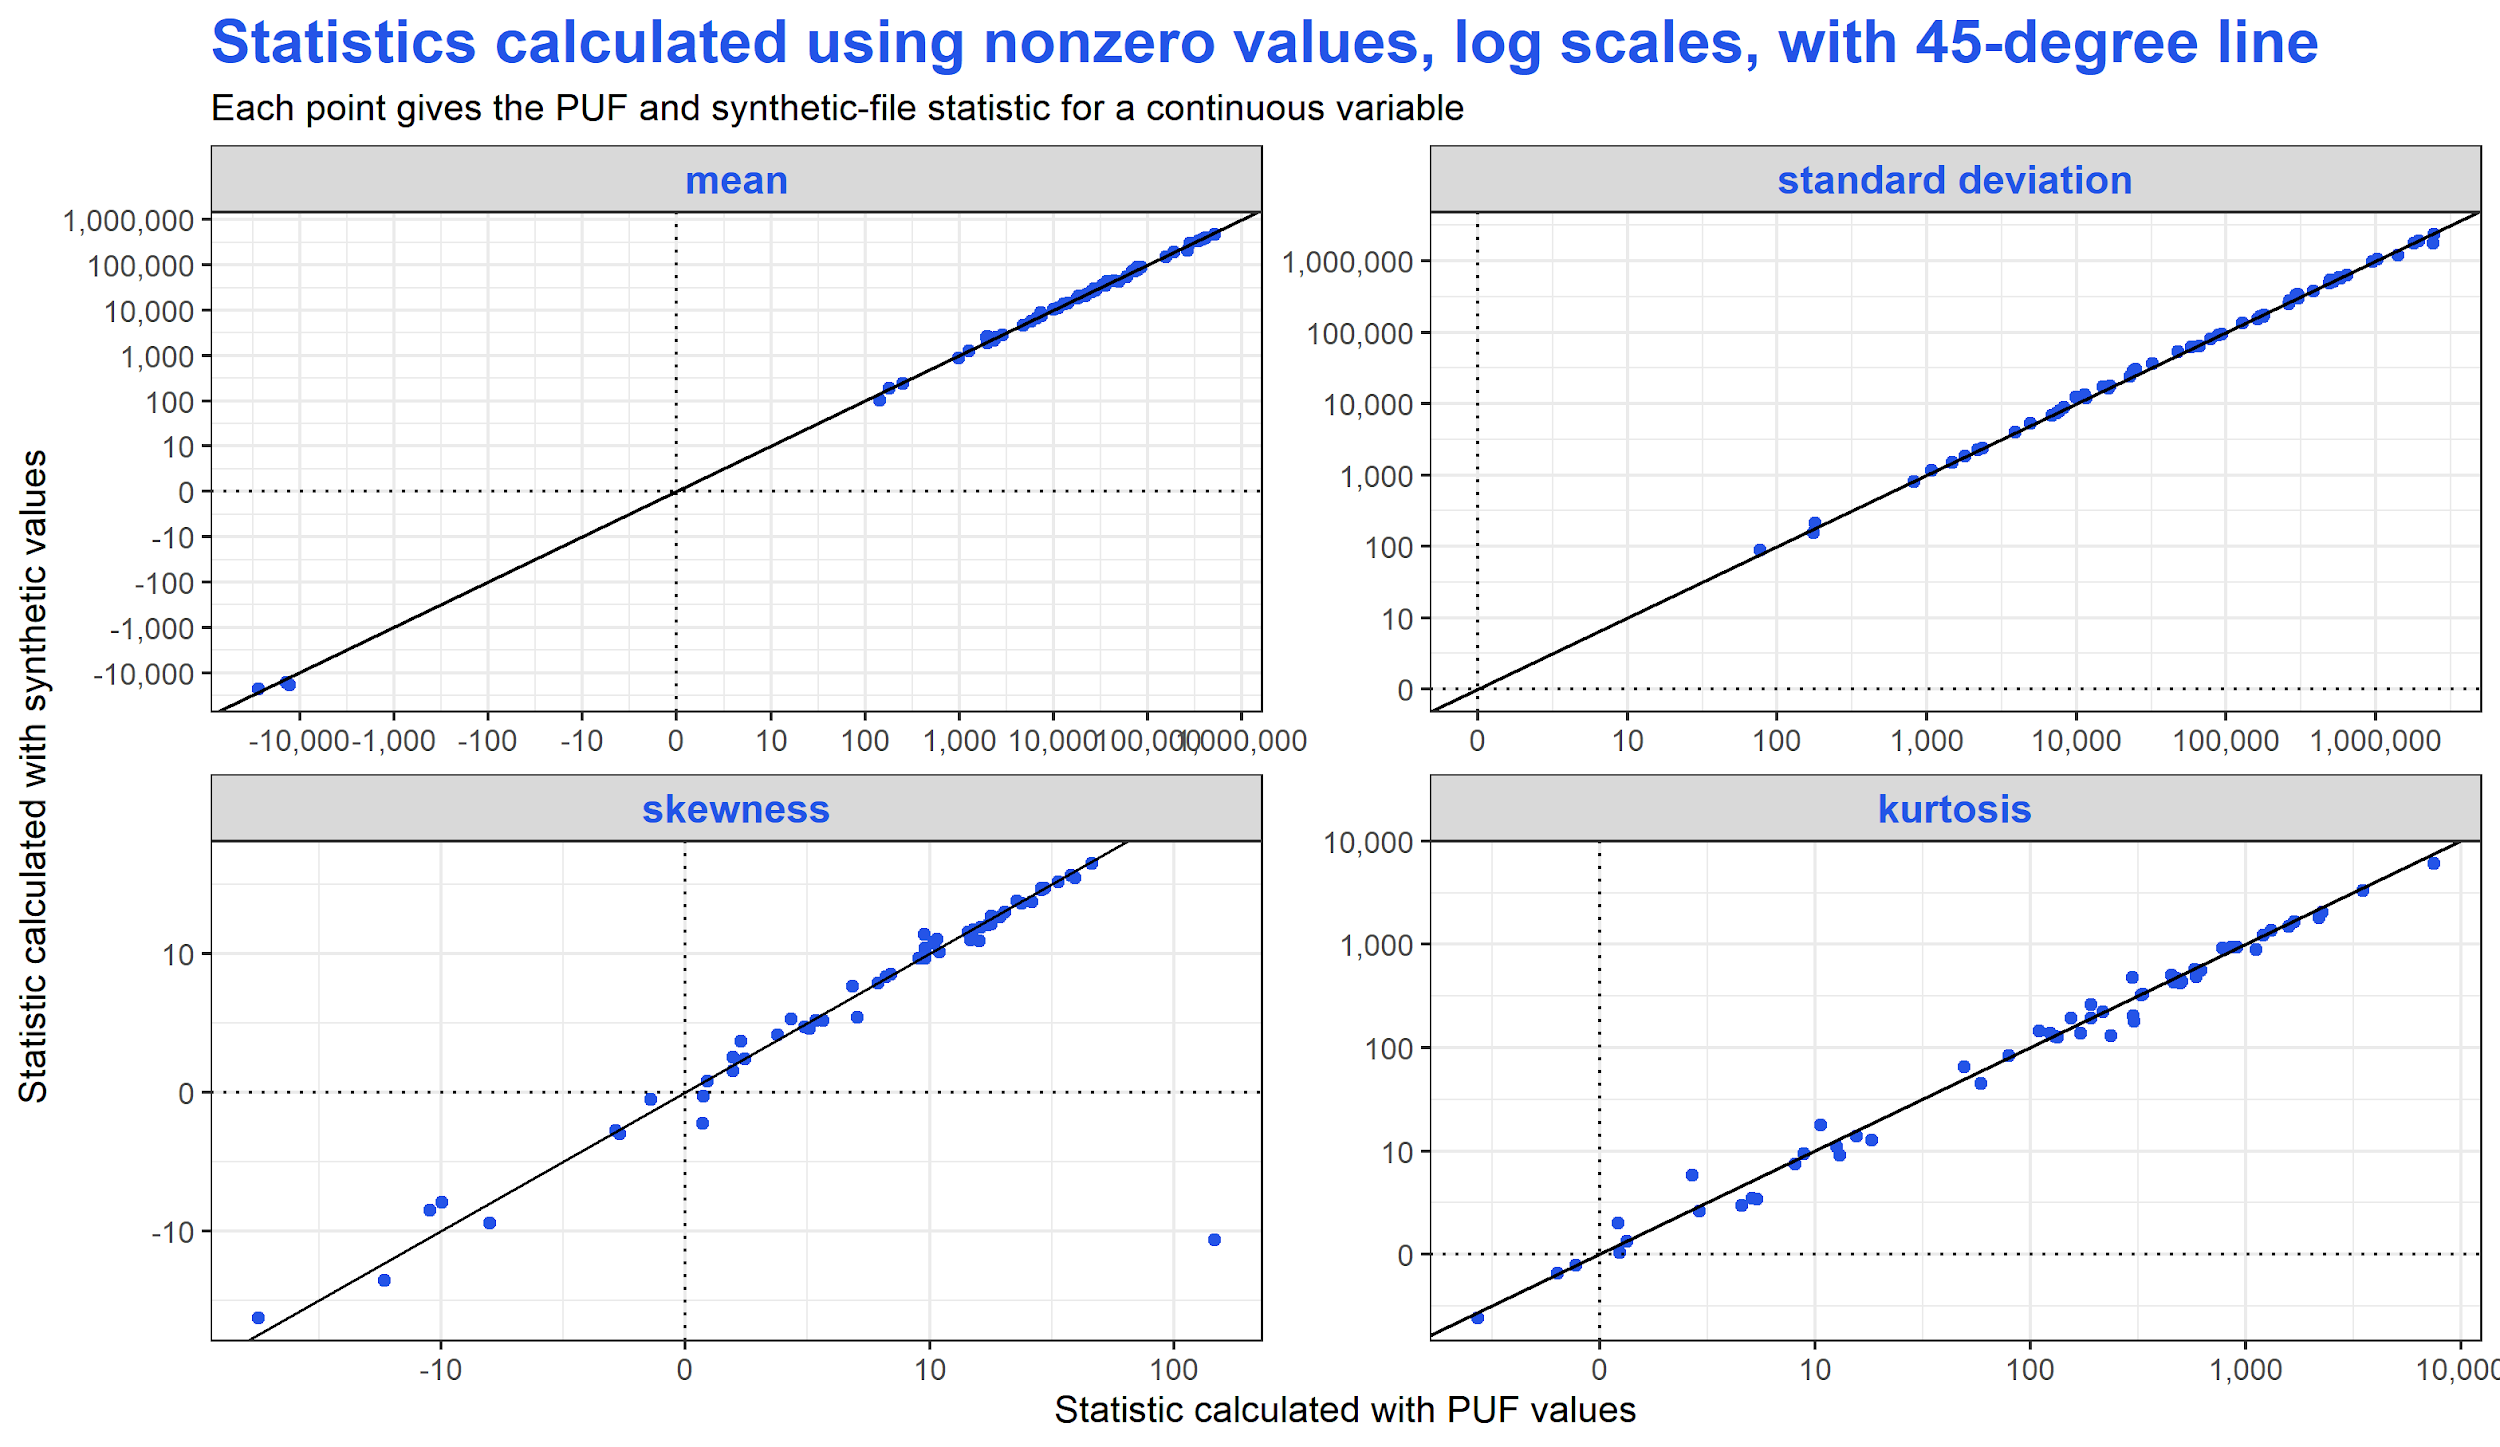 Statistics calculated using nonzero values, log scales, with 45-degree line
Each point gives the PUF and synthetic-file statistic for a continuous variable
Statistic calculated with synthetic values
mean
1,000,000
100,000
10,000
1,000
100
10
0
-10
-100
-1,000
-10,000
-10,000 -1,000 -100 -10 0 10 100 1,000 10,000 100,000 1,000,000
standard deviation
1,000,000
100,000
10,000
1,000
100
10
0
0 10 100 1,000 10,000 100,000 1,000,000
skewness
10
0
-10
-10 0 10 100
kurtosis
10,000
1,000
100
10
0
0 10 100 1,000 10,000
Statistic calculated with PUF values